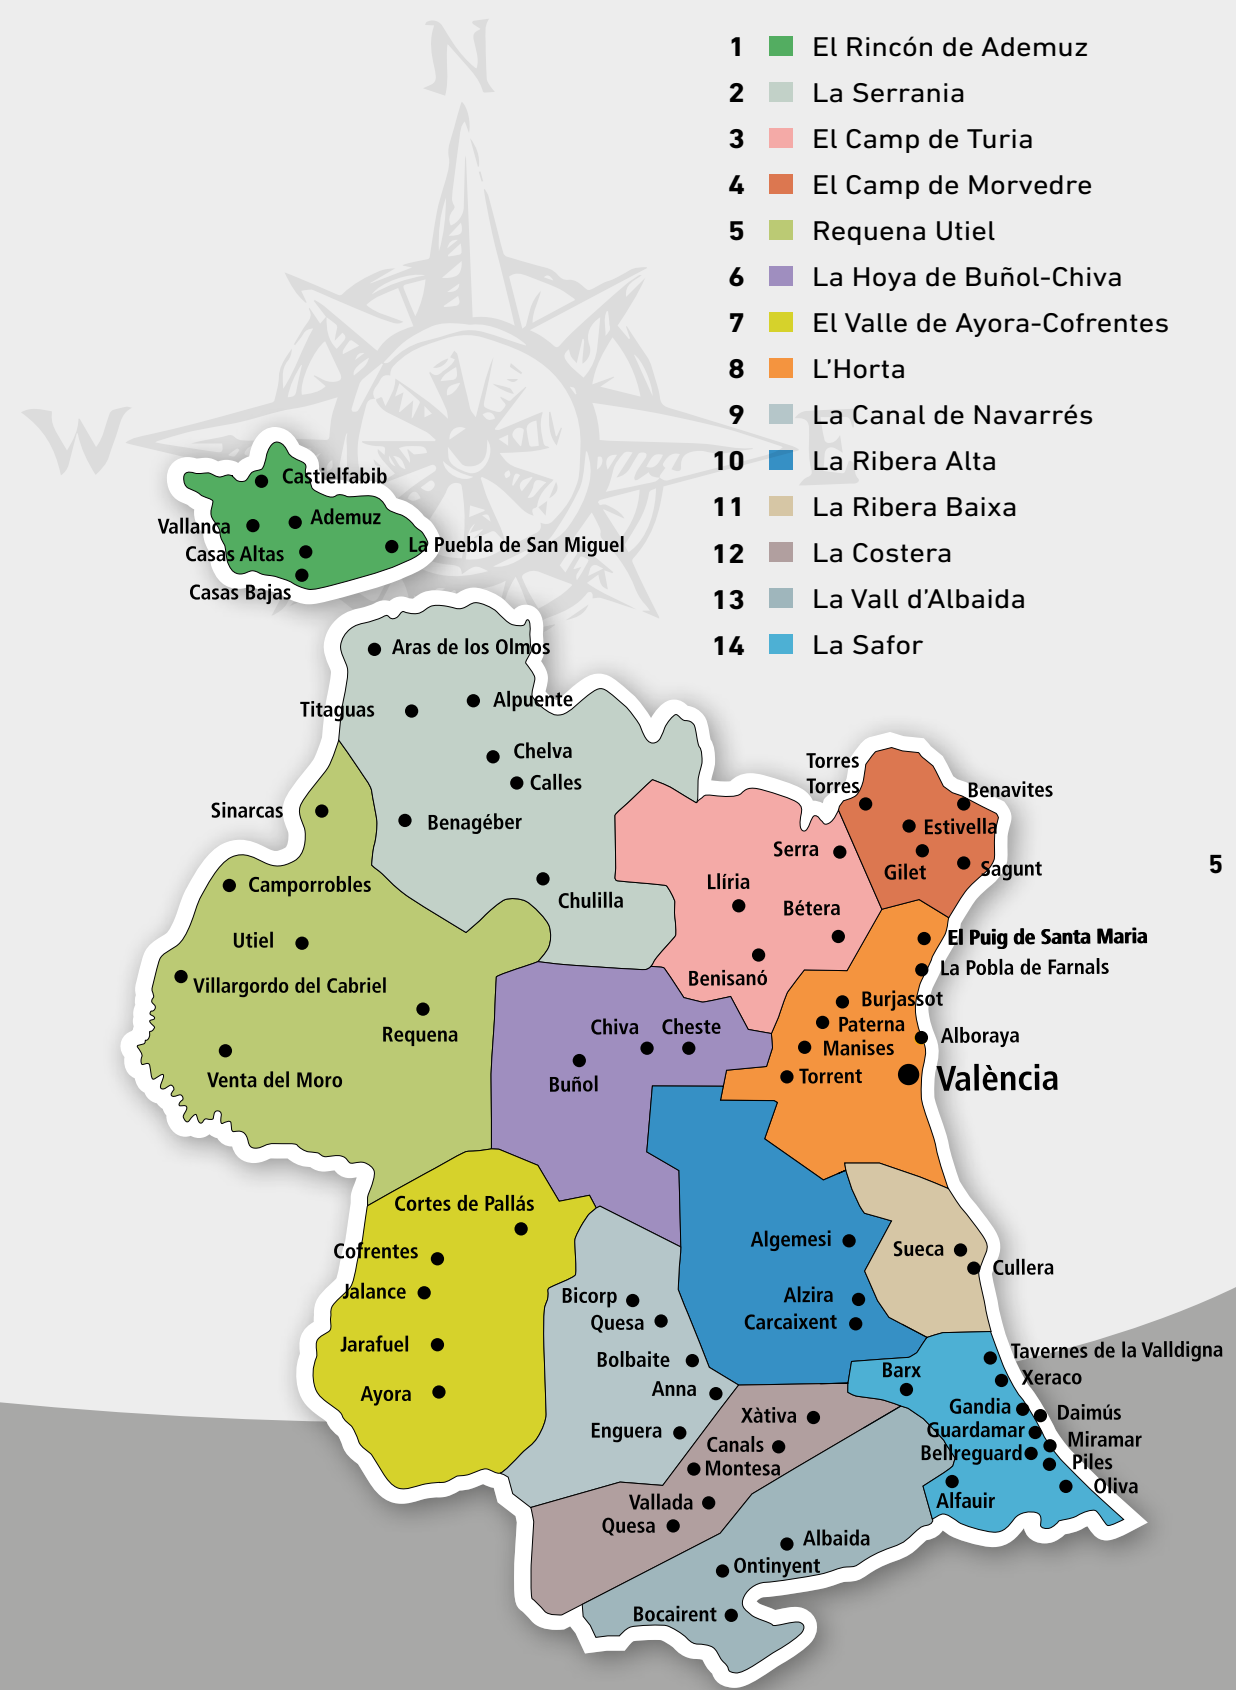 N
W
E
1 El Rincón de Ademuz
2 La Serrania
3 El Camp de Turia
4 El Camp de Morvedre
5 Requena Utiel
6 La Hoya de Buñol-Chiva
7 El Valle de Ayora-Cofrentes
8 L’Horta
9 La Canal de Navarrés
10 La Ribera Alta
11 La Ribera Baixa
12 La Costera
13 La Vall d’Albaida
14 La Safor
Castielfabib
Ademuz
Vallanca
Casas Altas
La Puebla de San Miguel
Casas Bajas
Aras de los Olmos
Alpuente
Titaguas
Chelva
Calles
Benagéber
Chulilla
Sinarcas
Camporrobles
Utiel
Villargordo del Cabriel
Requena
Venta del Moro
Torres
Torres
Benavites
Estivella
Gilet
Sagunt
5
Serra
Llíria
Bétera
Benisanó
El Puig de Santa Maria
La Pobla de Farnals
Burjassot
Paterna
Alboraya
Manises
Torrent
València
Chiva
Cheste
Buñol
Cortes de Pallás
Cofrentes
Jalance
Jarafuel
Ayora
Algemesi
Alzira
Carcaixent
Sueca
Cullera
Bicorp
Quesa
Bolbaite
Anna
Enguera
Tavernes de la Valldigna
Barx
Xeraco
Gandia
Daimús
Guardamar
Miramar
Bellreguard
Piles
Oliva
Alfauir
Xàtiva
Canals
Montesa
Vallada
Quesa
Albaida
Ontinyent
Bocairent